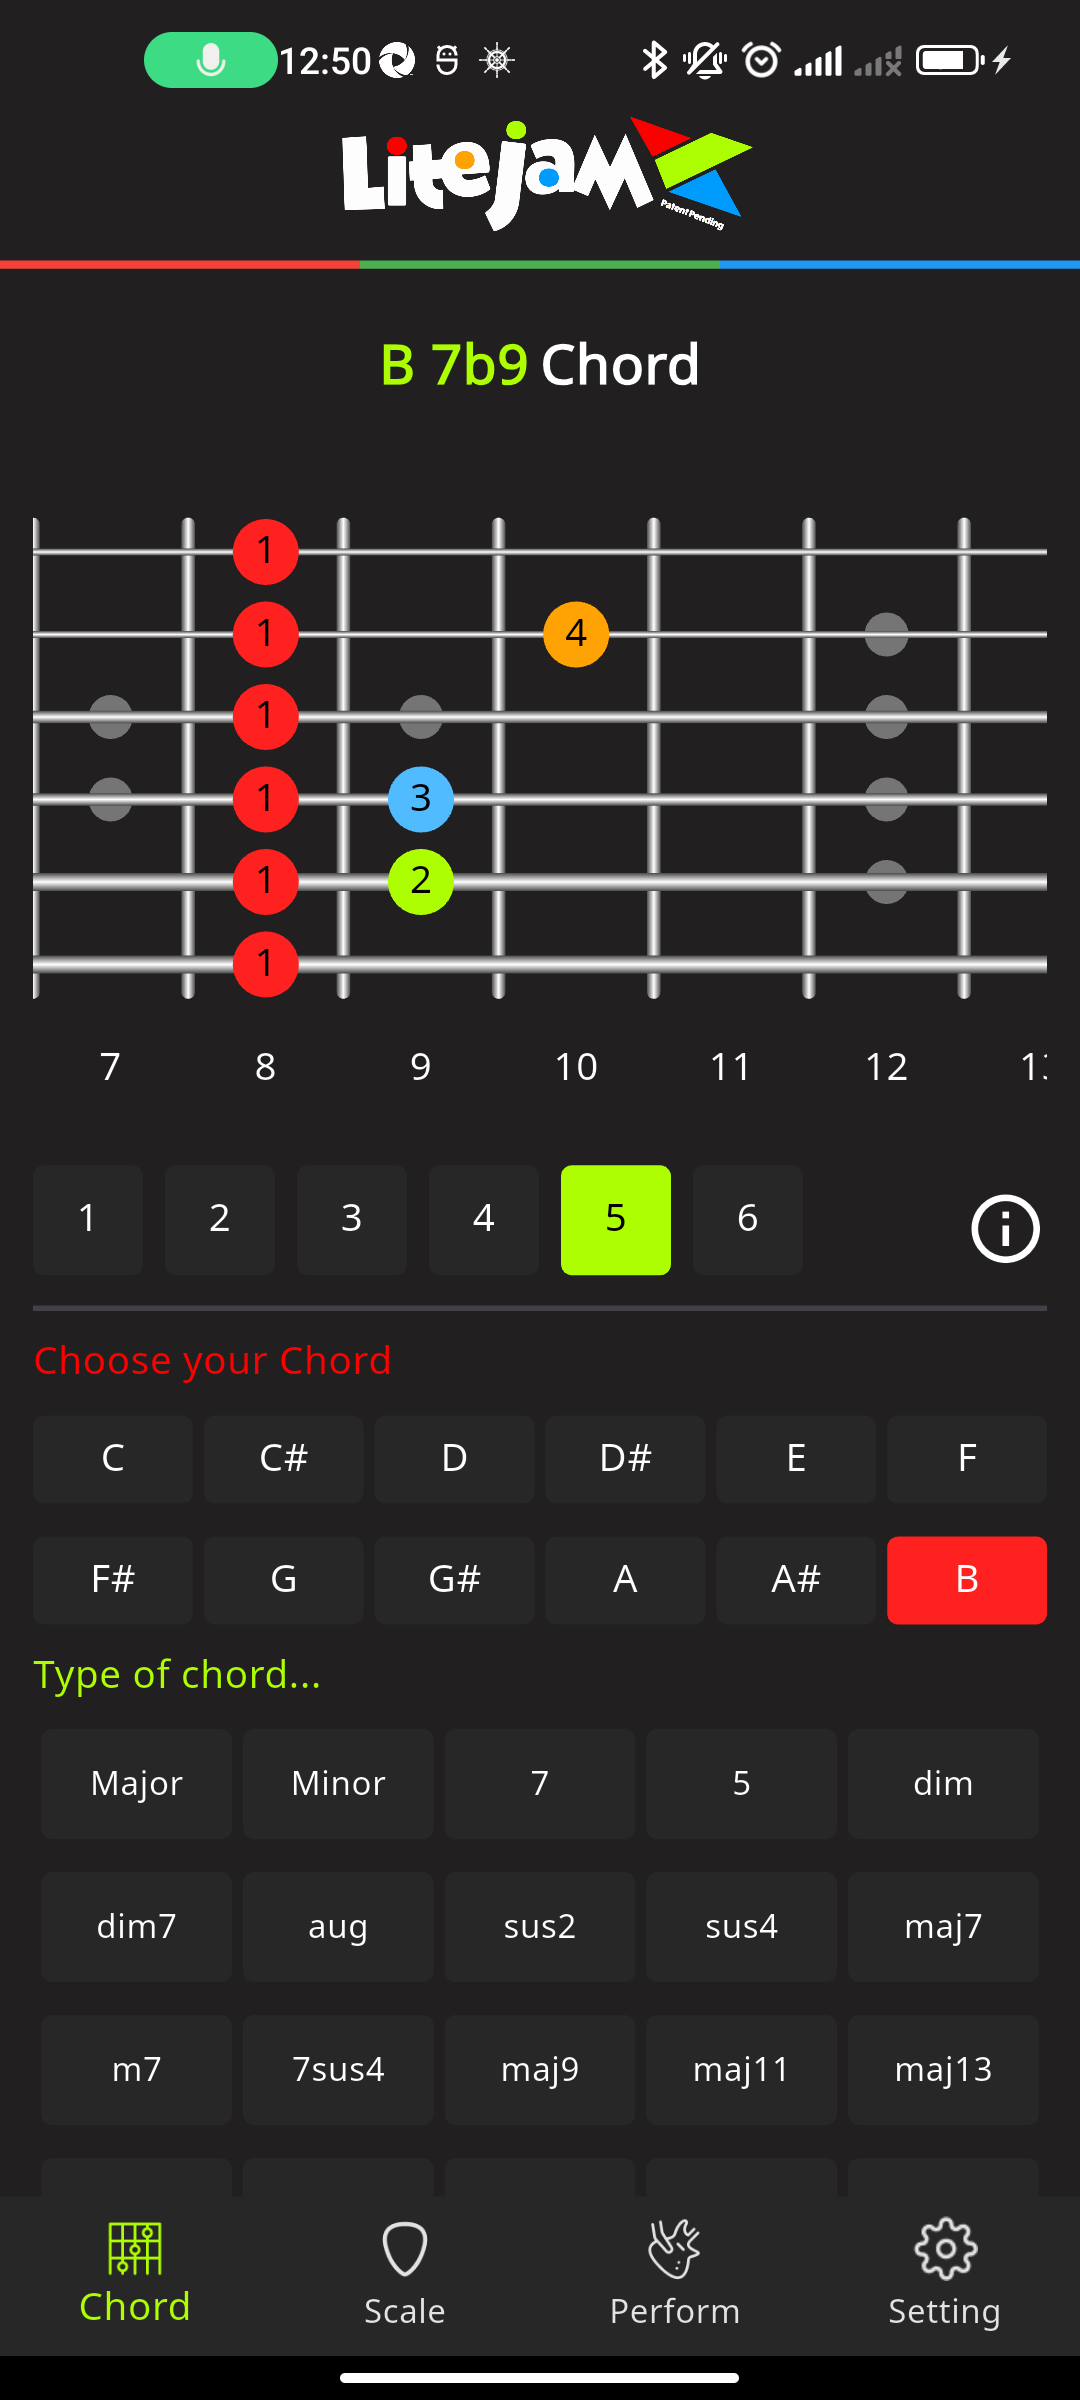 12:50
Litejam
Patent Pending
B 7b9 Chord
1
1 4
1
1 3
1 2
1
7 8 9 10 11 12
1 2 3 4 5 6
Choose your Chord
C C# D D# E F
F# G G# A A# B
Type of chord...
Major Minor 7 5 dim
dim7 aug sus2 sus4 maj7
m7 7sus4 maj9 maj11 maj13
Chord Scale Perform Setting